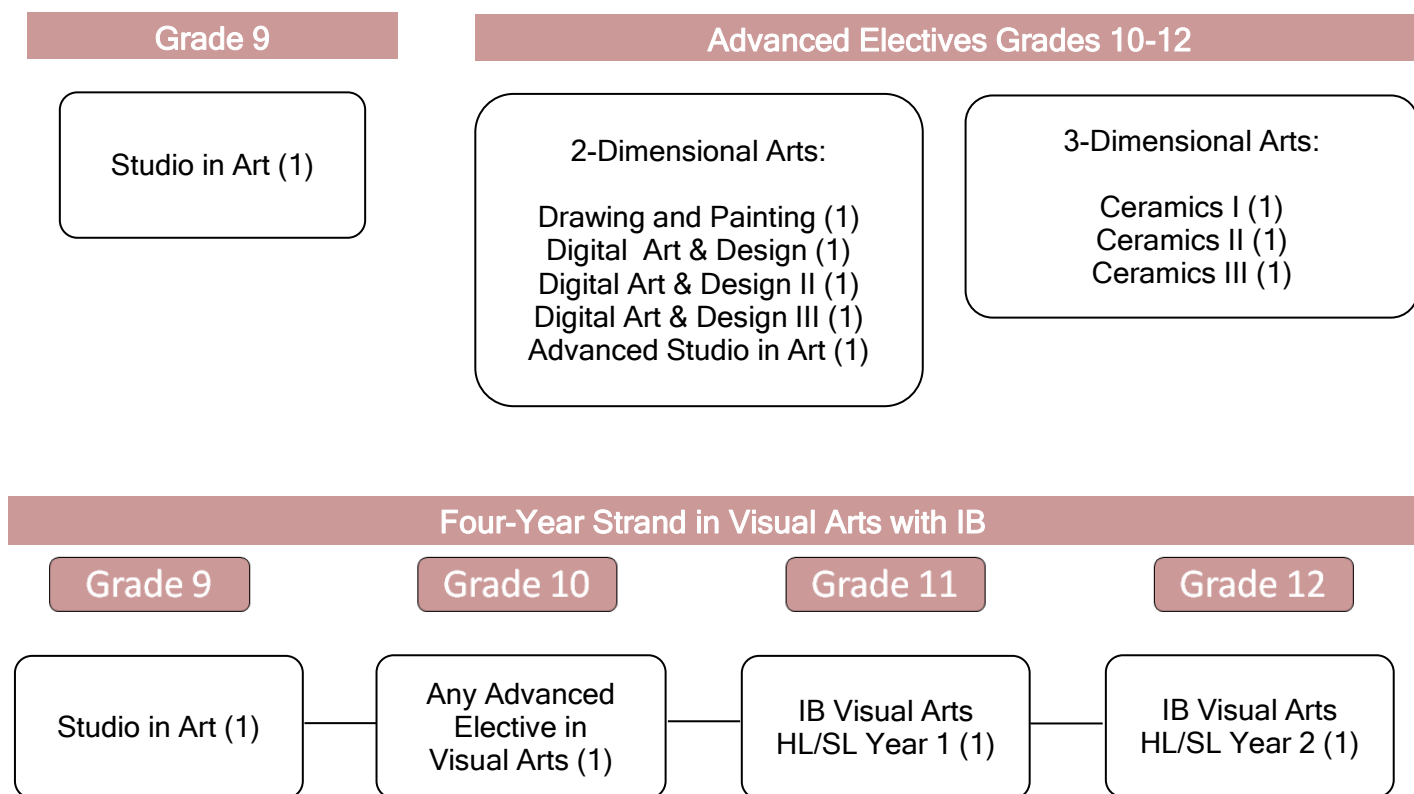 Grade 9
Studio in Art (1)
Advanced Electives Grades 10-12
2-Dimensional Arts:
Drawing and Painting (1)
Digital Art & Design (1)
Digital Art & Design II (1)
Digital Art & Design III (1)
Advanced Studio in Art (1)
3-Dimensional Arts:
Ceramics I (1)
Ceramics II (1)
Ceramics III (1)
Four-Year Strand in Visual Arts with IB
Grade 9
Grade 10
Grade 11
Grade 12
Studio in Art (1)
Any Advanced
Elective in
Visual Arts (1)
IB Visual Arts
HL/SL Year 1 (1)
IB Visual Arts
HL/SL Year 2 (1)